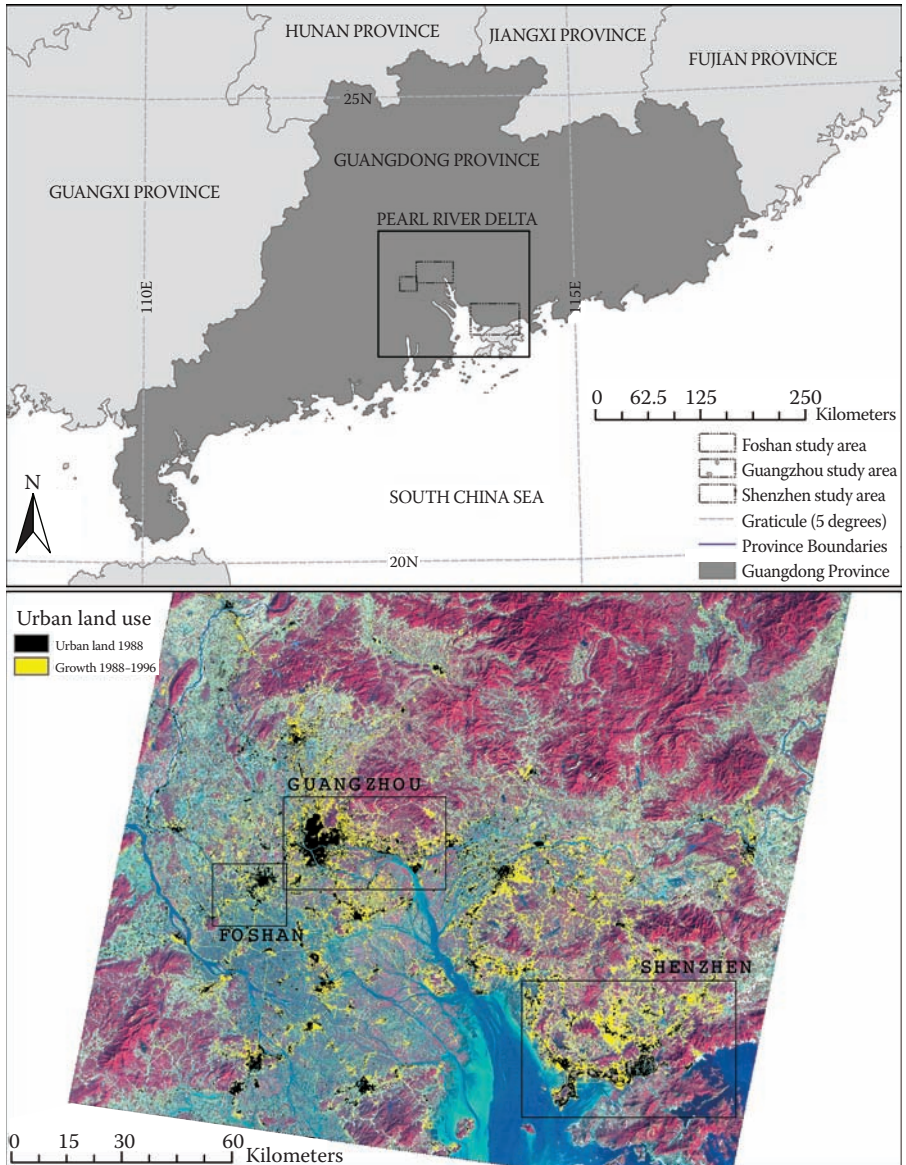 HUNAN PROVINCE
JIANGXI PROVINCE
FUJIAN PROVINCE
25N
GUANGDONG PROVINCE
GUANGXI PROVINCE
PEARL RIVER DELTA
110E
115E
0 62.5 125 250
Kilometers
Foshan study area
Guangzhou study area
Shenzhen study area
Graticule (5 degrees)
Province Boundaries
Guangdong Province
N
SOUTH CHINA SEA
20N
Urban land use
Urban land 1988
Growth 1988–1996
GUANGZHOU
FOSHAN
SHENZHEN
0 15 30 60
Kilometers